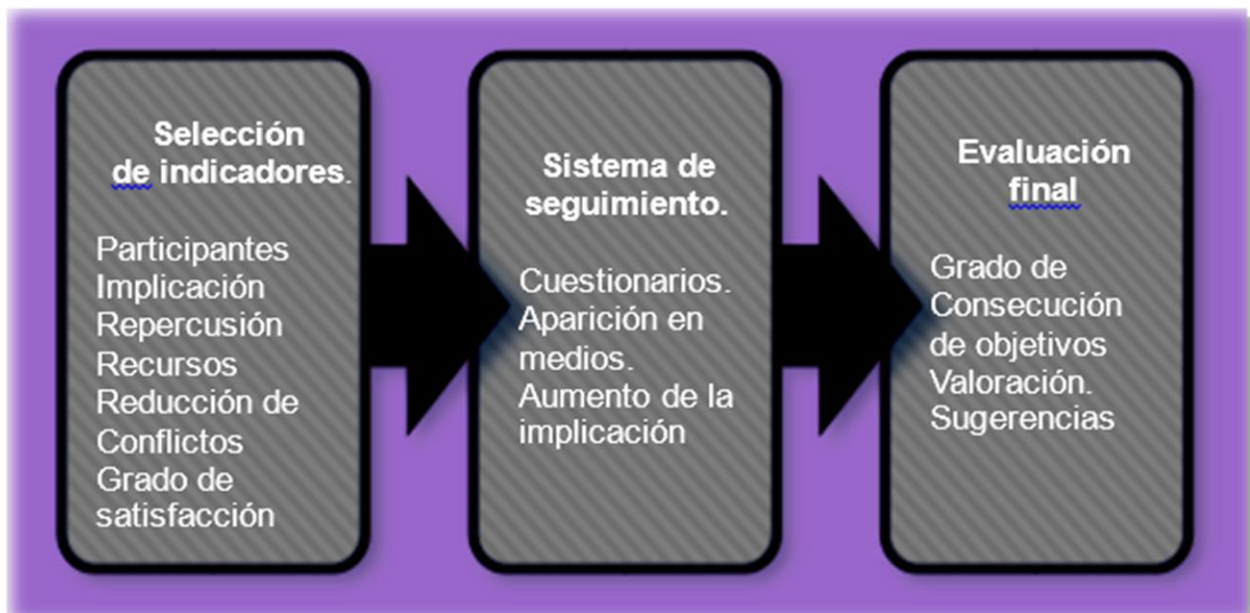 Selección
de indicadores.
Participantes
Implicación
Repercusión
Recursos
Reducción de
Conflictos
Grado de
satisfacción
Sistema de
seguimiento.
Cuestionarios.
Aparición en
medios.
Aumento de la
implicación
Evaluación
final
Grado de
Consecución
de objetivos
Valoración.
Sugerencias